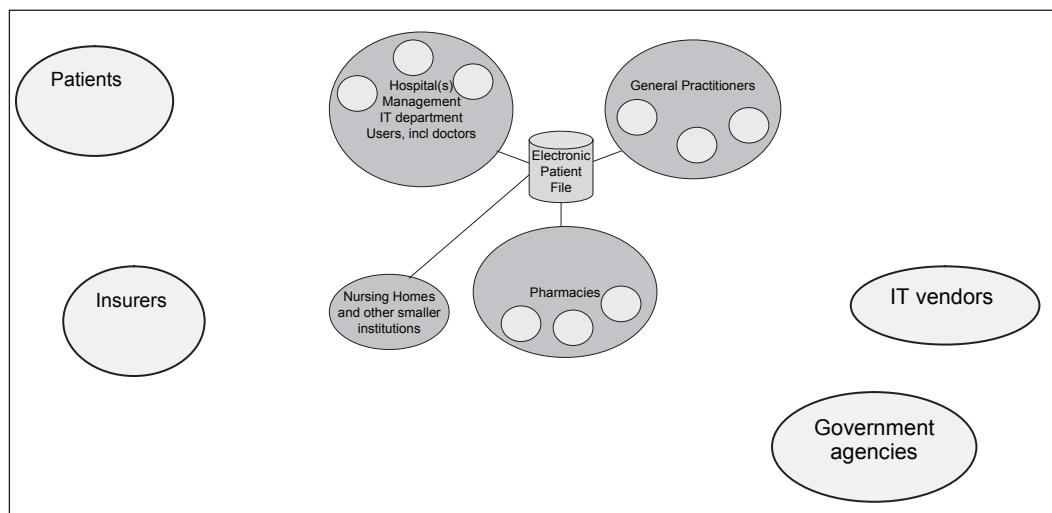 Patients
Hospital(s)
Management
IT department
Users, incl doctors
General Practitioners
Electronic
Patient
File
Insurers
Nursing Homes
and other smaller
institutions
Pharmacies
IT vendors
Government
agencies